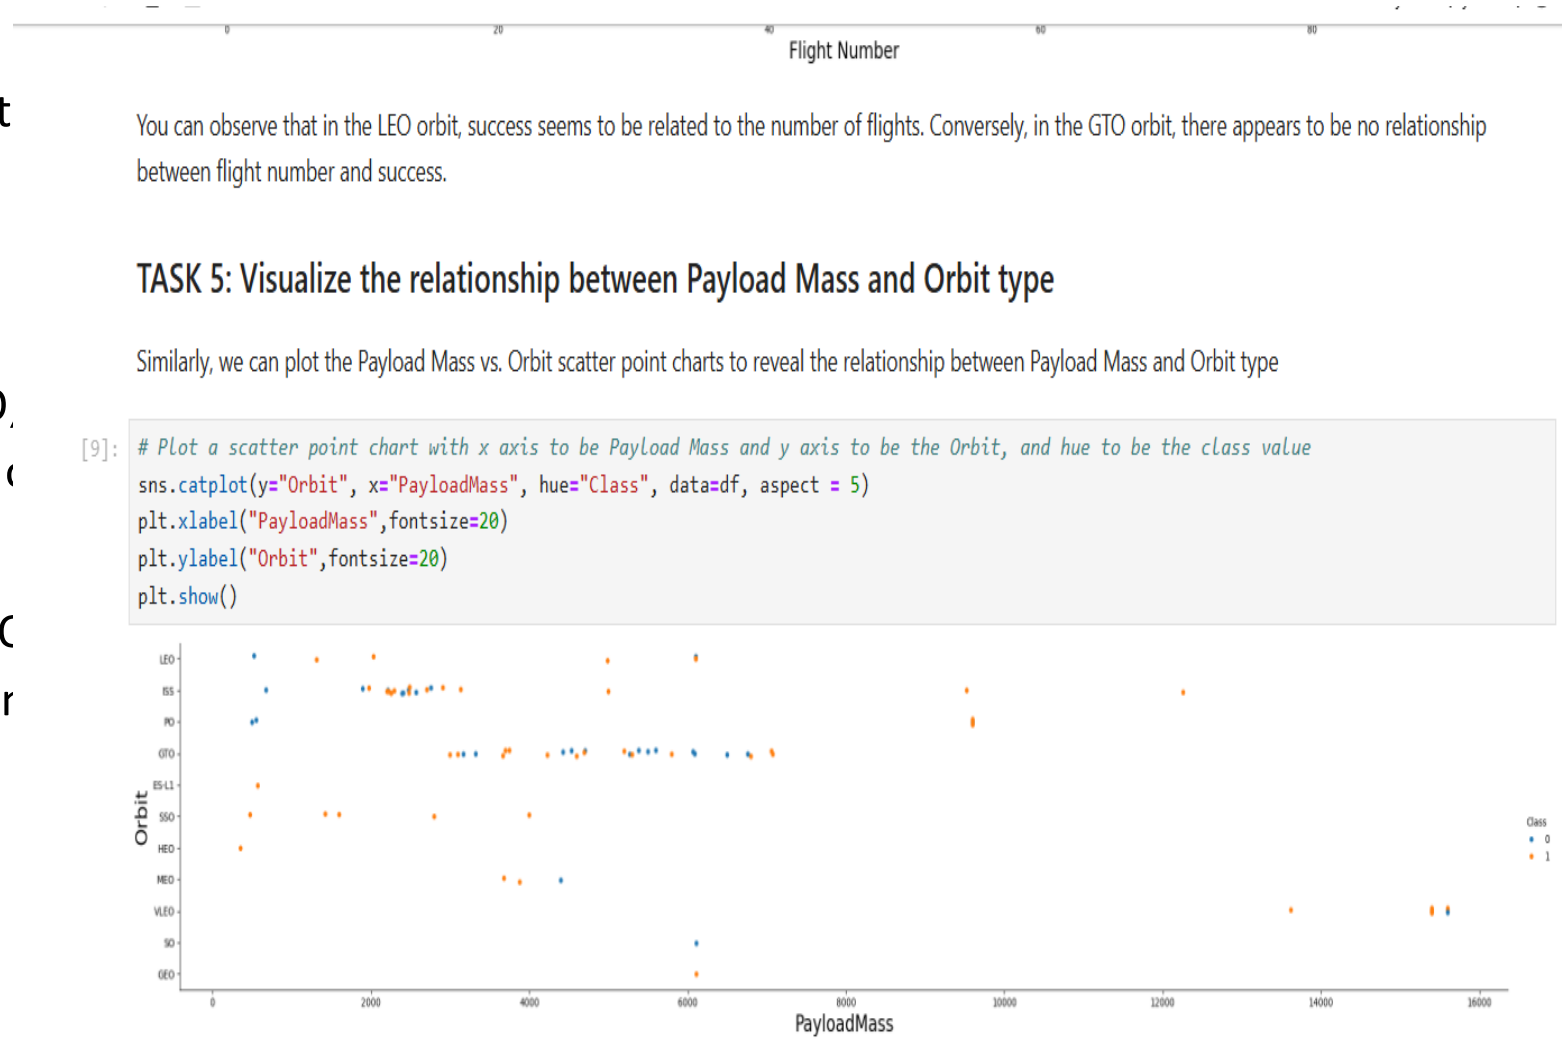 0 20 40 60 80
Flight Number
You can observe that in the LEO orbit, success seems to be related to the number of flights. Conversely, in the GTO orbit, there appears to be no relationship
between flight number and success.
TASK 5: Visualize the relationship between Payload Mass and Orbit type
Similarly, we can plot the Payload Mass vs. Orbit scatter point charts to reveal the relationship between Payload Mass and Orbit type
[9]: # Plot a scatter point chart with x axis to be Payload Mass and y axis to be the Orbit, and hue to be the class value
sns.catplot(y="Orbit", x="PayloadMass", hue="Class", data=df, aspect = 5)
plt.xlabel("PayloadMass",fontsize=20)
plt.ylabel("Orbit",fontsize=20)
plt.show()
LEO
ISS
PO
GTO
ES-L1
SSO
HEO
MEO
VLEO
SO
GEO
Orbit
Class
0
1
0 2000 4000 6000 8000 10000 12000 14000 16000
PayloadMass